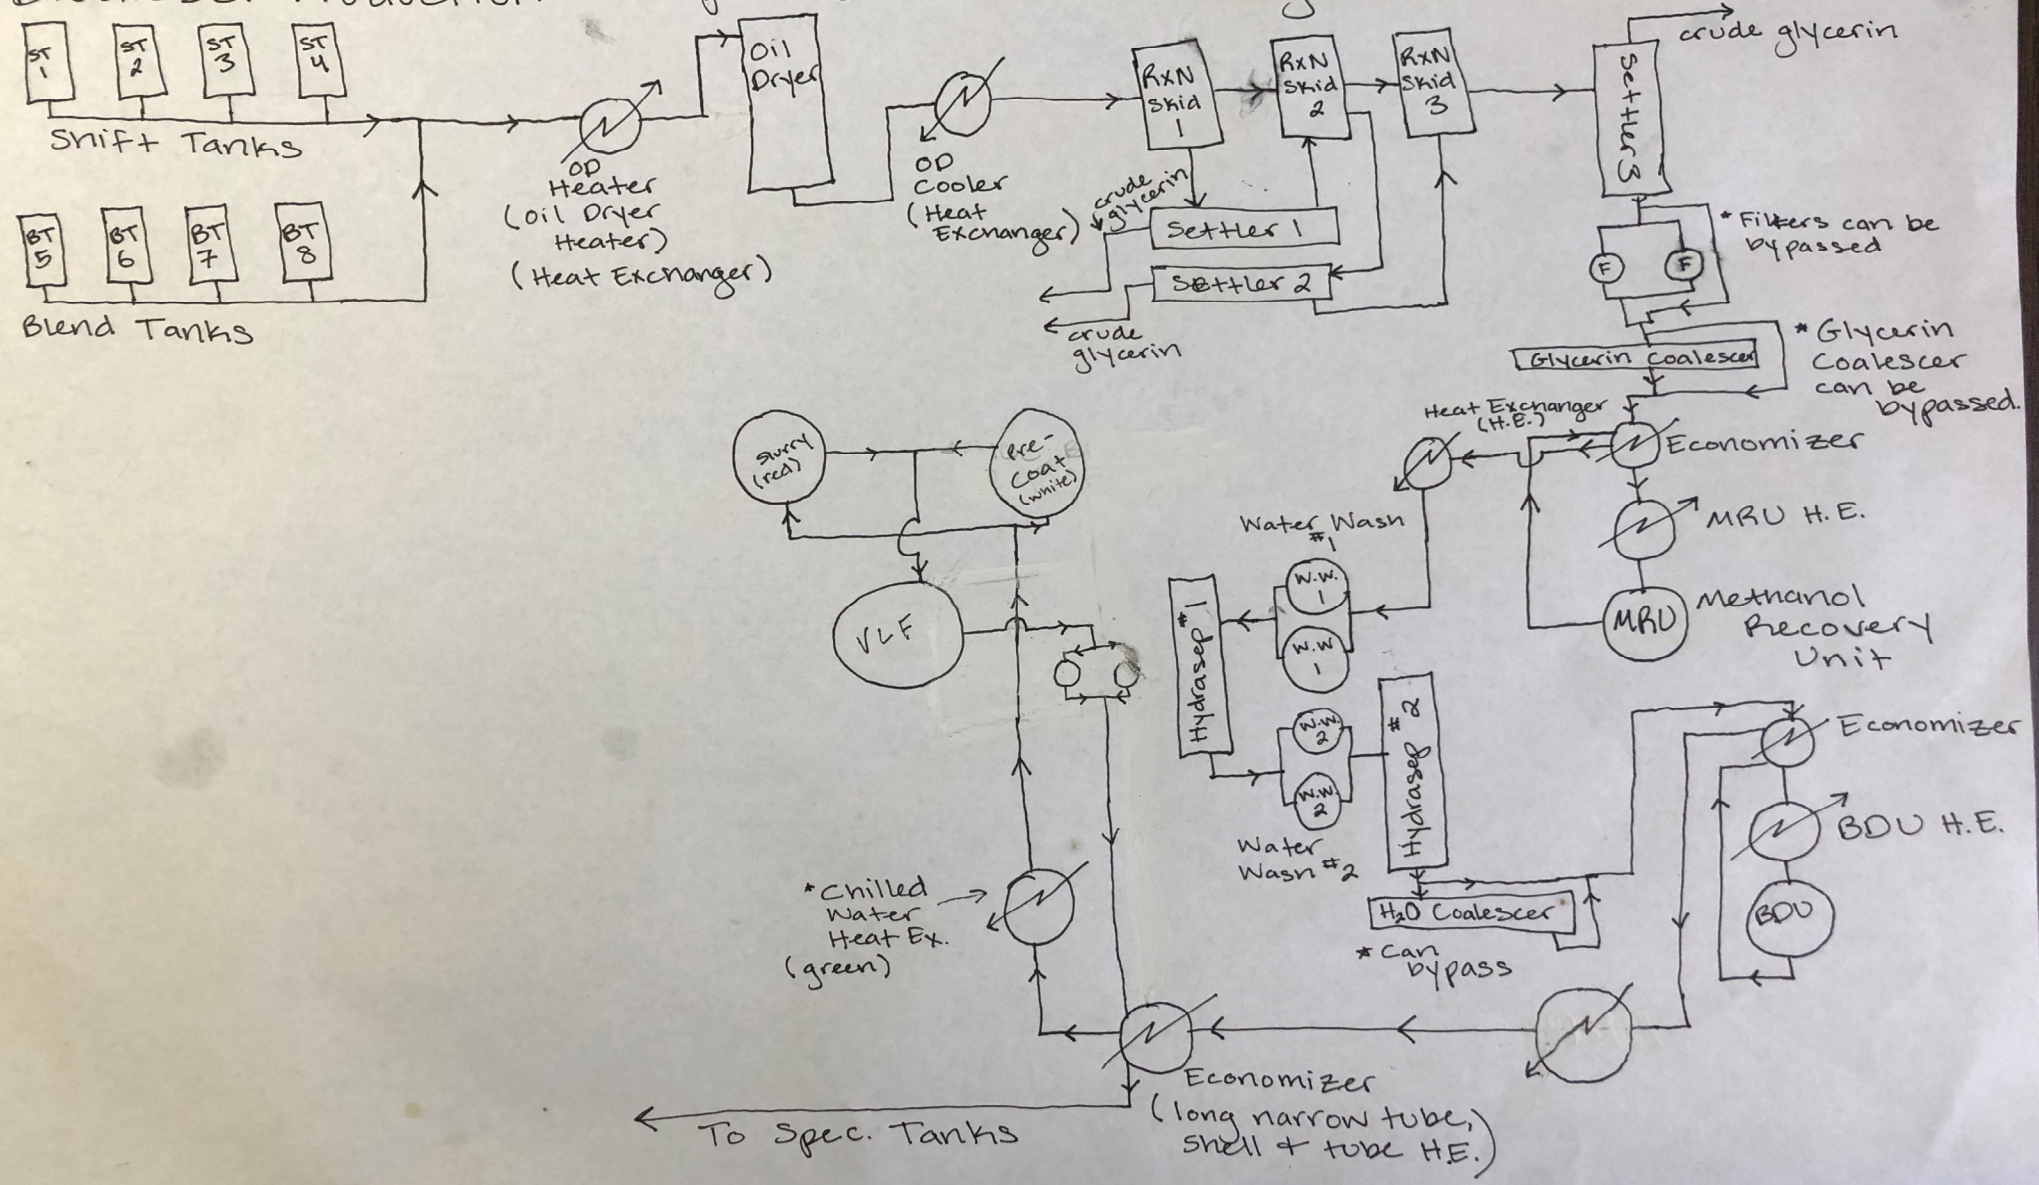 Biodiesel Production
ST
1
ST
2
ST
3
ST
4
Shift Tanks
BT
5
BT
6
BT
7
BT
8
Blend Tanks
OD
Heater
(Oil Dryer
Heater)
(Heat Exchanger)
Oil
Dryer
OD
Cooler
(Heat
Exchanger)
RxN
Skid
1
RxN
Skid
2
RxN
Skid
3
crude
glycerin
Settler 1
Settler 2
crude
glycerin
Settler 3
crude glycerin
F
F
* Filters can be
bypassed
Glycerin Coalescer
* Glycerin
Coalescer
can be
bypassed.
Heat Exchanger
(H.E.)
Economizer
MRU H.E.
MRU
Methanol
Recovery
Unit
Water Wash
#1
W.W.
1
W.W
1
Hydrasep #1
W.W.
2
W.W.
2
Water
Wash #2
Hydrasep #2
H2O Coalescer
* Can
bypass
Economizer
BDU H.E.
BDU
slurry
(red)
Pre-
coat
(white)
VLF
* Chilled
Water
Heat Ex.
(green)
Economizer
(long narrow tube,
shell + tube H.E.)
To Spec. Tanks